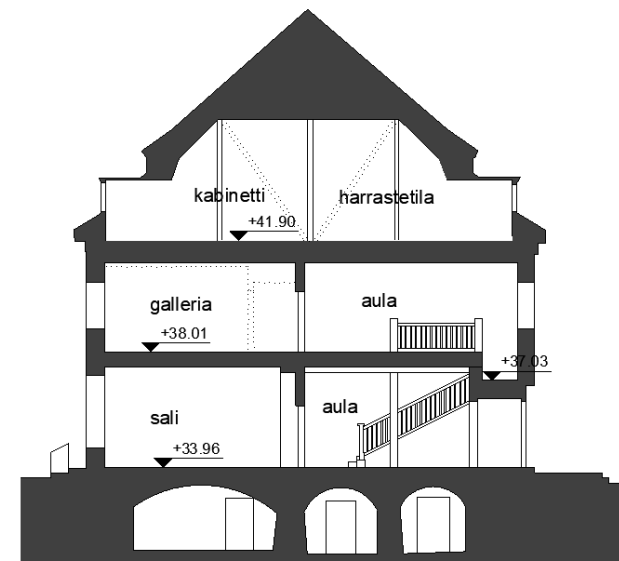 kabinetti
harrastetila
+41.90
galleria
aula
+38.01
+37.03
sali
aula
+33.96